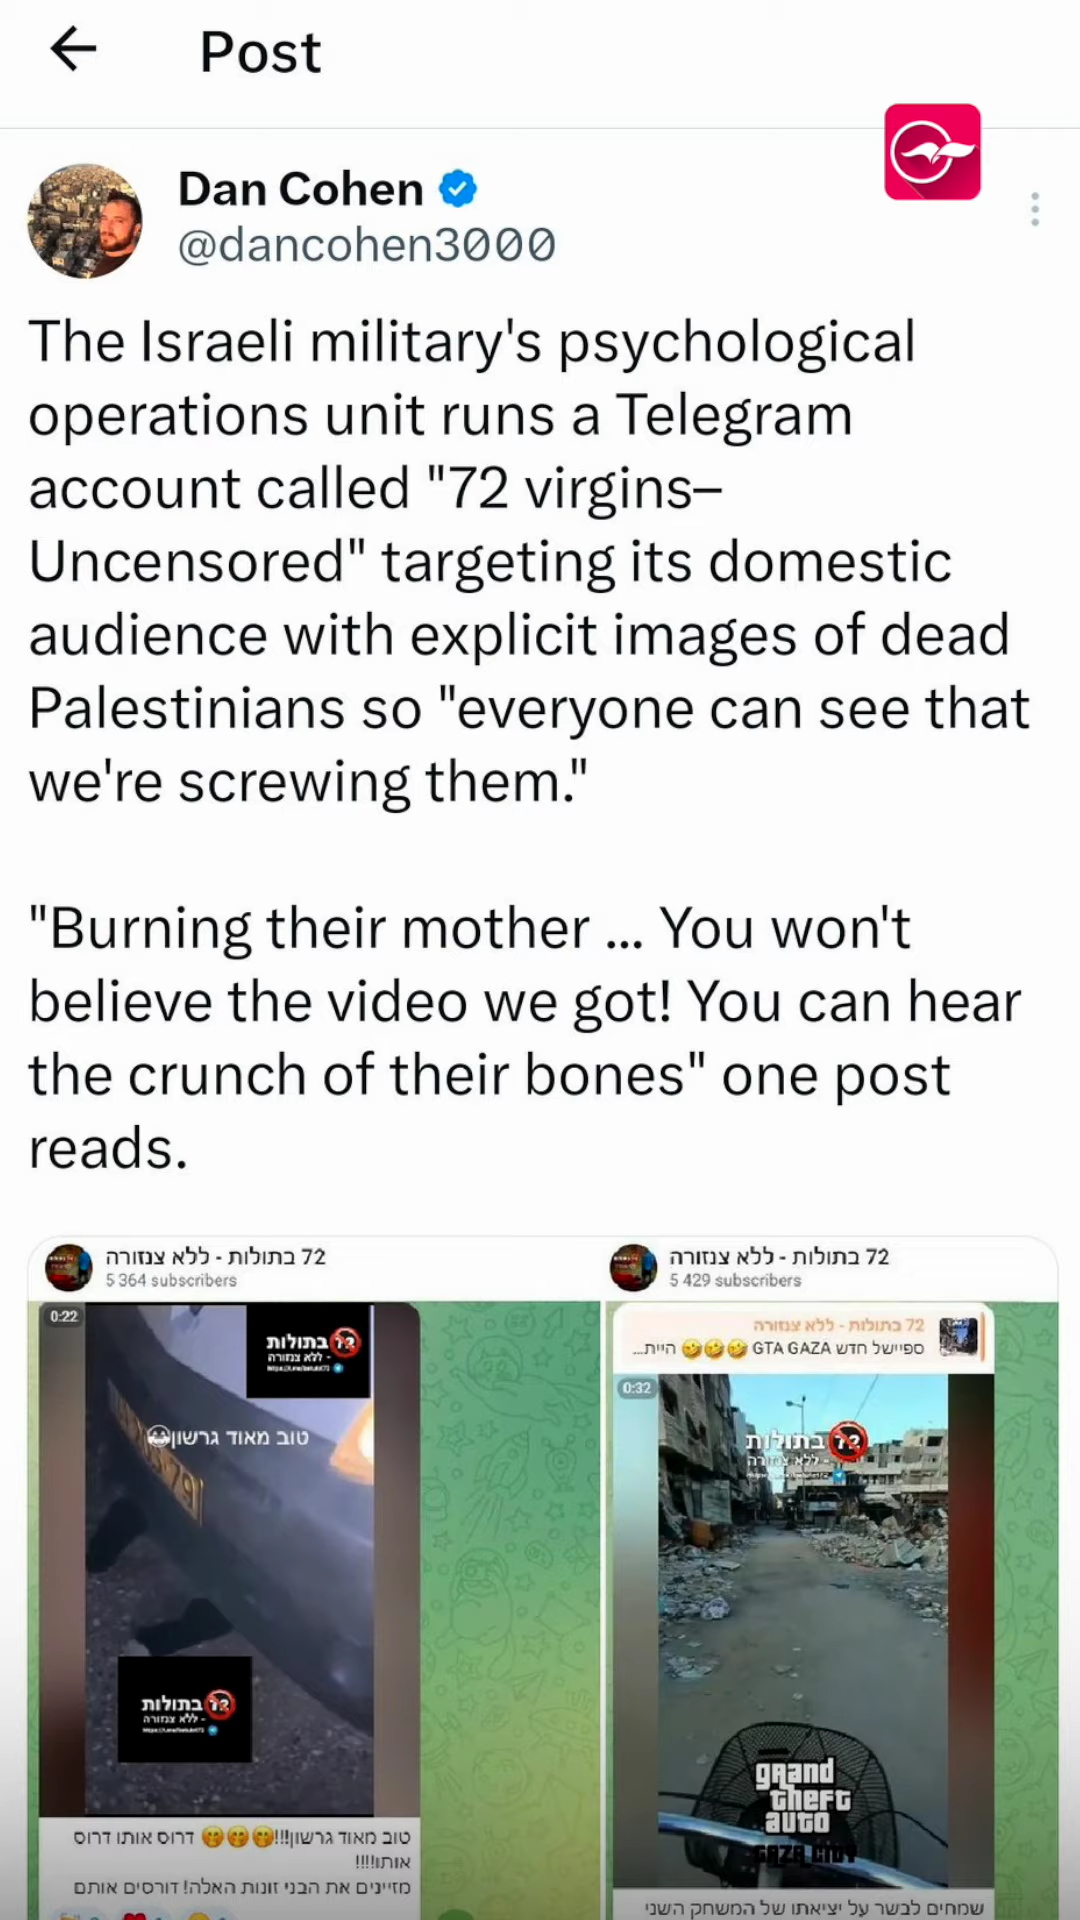 Post
Dan Cohen
@dancohen3000
The Israeli military's psychological
operations unit runs a Telegram
account called "72 virgins–
Uncensored" targeting its domestic
audience with explicit images of dead
Palestinians so "everyone can see that
we're screwing them."
"Burning their mother ... You won't
believe the video we got! You can hear
the crunch of their bones" one post
reads.
72 בתולות - ללא צנזורה
5 364 subscribers
0:22
72 בתולות
- ללא צנזורה
טוב מאוד גרשון😀
72 בתולות
- ללא צנזורה
טוב מאוד גרשון!!!🤭🤭🤭 דרוס אותו דרוס
אותו!!!!
מזיינים את הבני זונות האלה! דורסים אותם
72 בתולות - ללא צנזורה
5 429 subscribers
72 בתולות - ללא צנזורה
ספיישל חדש GTA GAZA 🤣🤣🤣 היית...
0:32
72 בתולות
- ללא צנזורה
grand
theft
auto
GAZA CITY
שמחים לבשר על יציאתו של המשחק השני